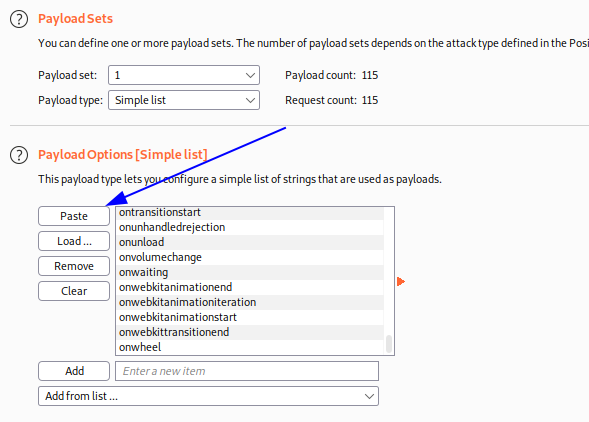 ? Payload Sets
You can define one or more payload sets. The number of payload sets depends on the attack type defined in the Posi
Payload set: 1 Payload count: 115
Payload type: Simple list Request count: 115
? Payload Options [Simple list]
This payload type lets you configure a simple list of strings that are used as payloads.
Paste
Load ...
Remove
Clear
ontransitionstart
onunhandledrejection
onunload
onvolumechange
onwaiting
onwebkitanimationend
onwebkitanimationiteration
onwebkitanimationstart
onwebkittransitionend
onwheel
Add Enter a new item
Add from list ...